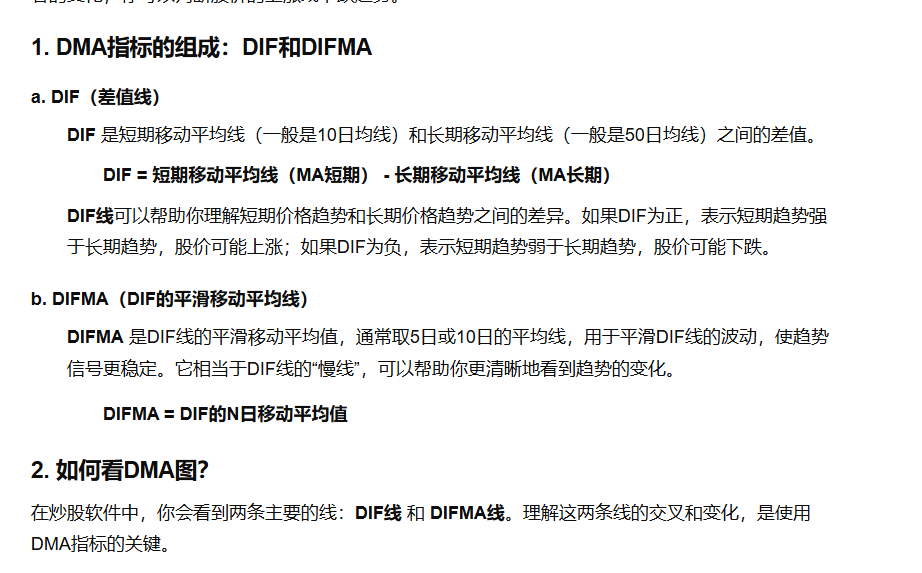 1. DMA指标的组成：DIF和DIFMA
a. DIF（差值线）
DIF 是短期移动平均线（一般是10日均线）和长期移动平均线（一般是50日均线）之间的差值。
DIF = 短期移动平均线（MA短期） - 长期移动平均线（MA长期）
DIF线可以帮助你理解短期价格趋势和长期价格趋势之间的差异。如果DIF为正，表示短期趋势强
于长期趋势，股价可能上涨；如果DIF为负，表示短期趋势弱于长期趋势，股价可能下跌。
b. DIFMA（DIF的平滑移动平均线）
DIFMA 是DIF线的平滑移动平均值，通常取5日或10日的平均线，用于平滑DIF线的波动，使趋势
信号更稳定。它相当于DIF线的“慢线”，可以帮助你更清晰地看到趋势的变化。
DIFMA = DIF的N日移动平均值
2. 如何看DMA图？
在炒股软件中，你会看到两条主要的线：DIF线 和 DIFMA线。理解这两条线的交叉和变化，是使用
DMA指标的关键。